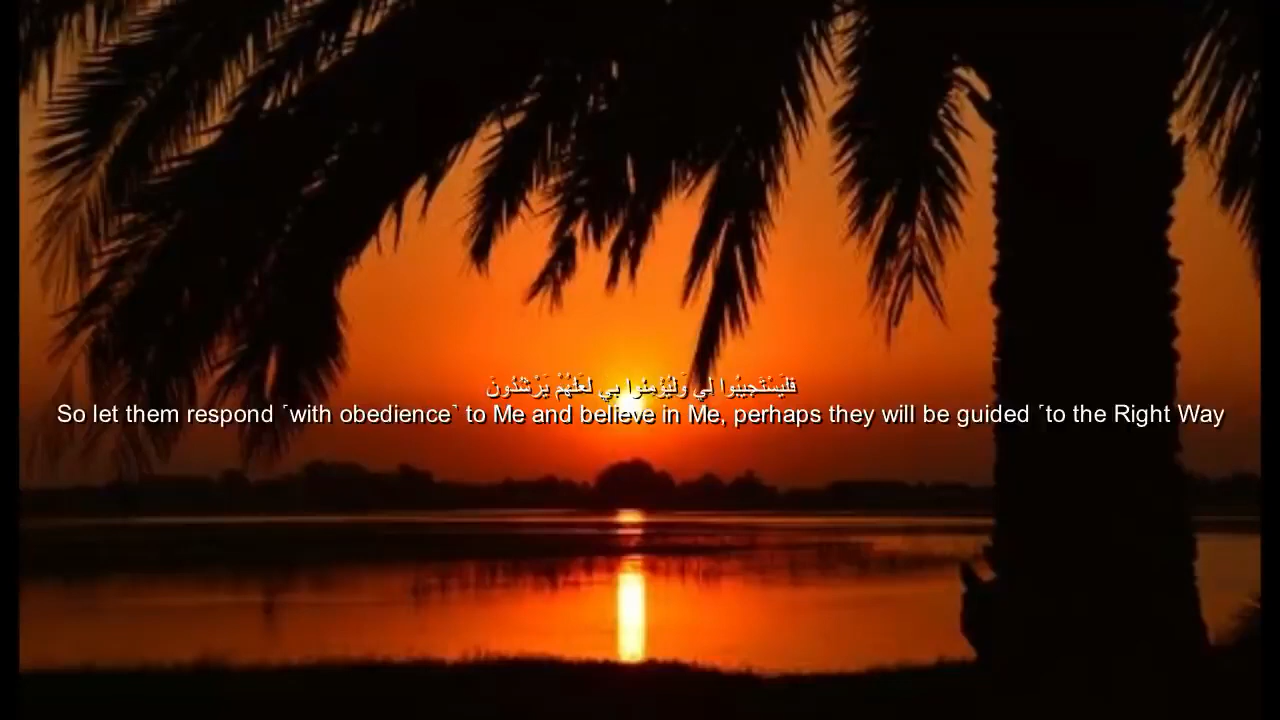 فَلْيَسْتَجِيبُوا لِي وَلْيُؤْمِنُوا بِي لَعَلَّهُمْ يَرْشُدُونَ
So let them respond ˹with obedience˺ to Me and believe in Me, perhaps they will be guided ˹to the Right Way